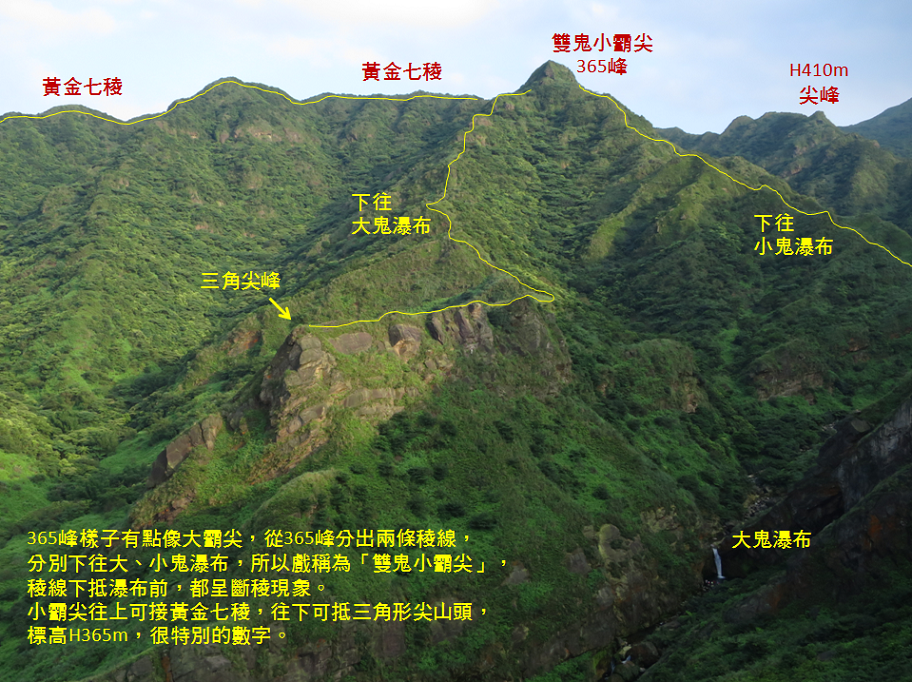 雙鬼小霸尖
365峰
黃金七稜
黃金七稜
H410m
尖峰
下往
大鬼瀑布
下往
小鬼瀑布
三角尖峰
大鬼瀑布
365峰樣子有點像大霸尖，從365峰分出兩條稜線，
分別下往大、小鬼瀑布，所以戲稱為「雙鬼小霸尖」，
稜線下抵瀑布前，都呈斷稜現象。
小霸尖往上可接黃金七稜，往下可抵三角形尖山頭，
標高H365m，很特別的數字。